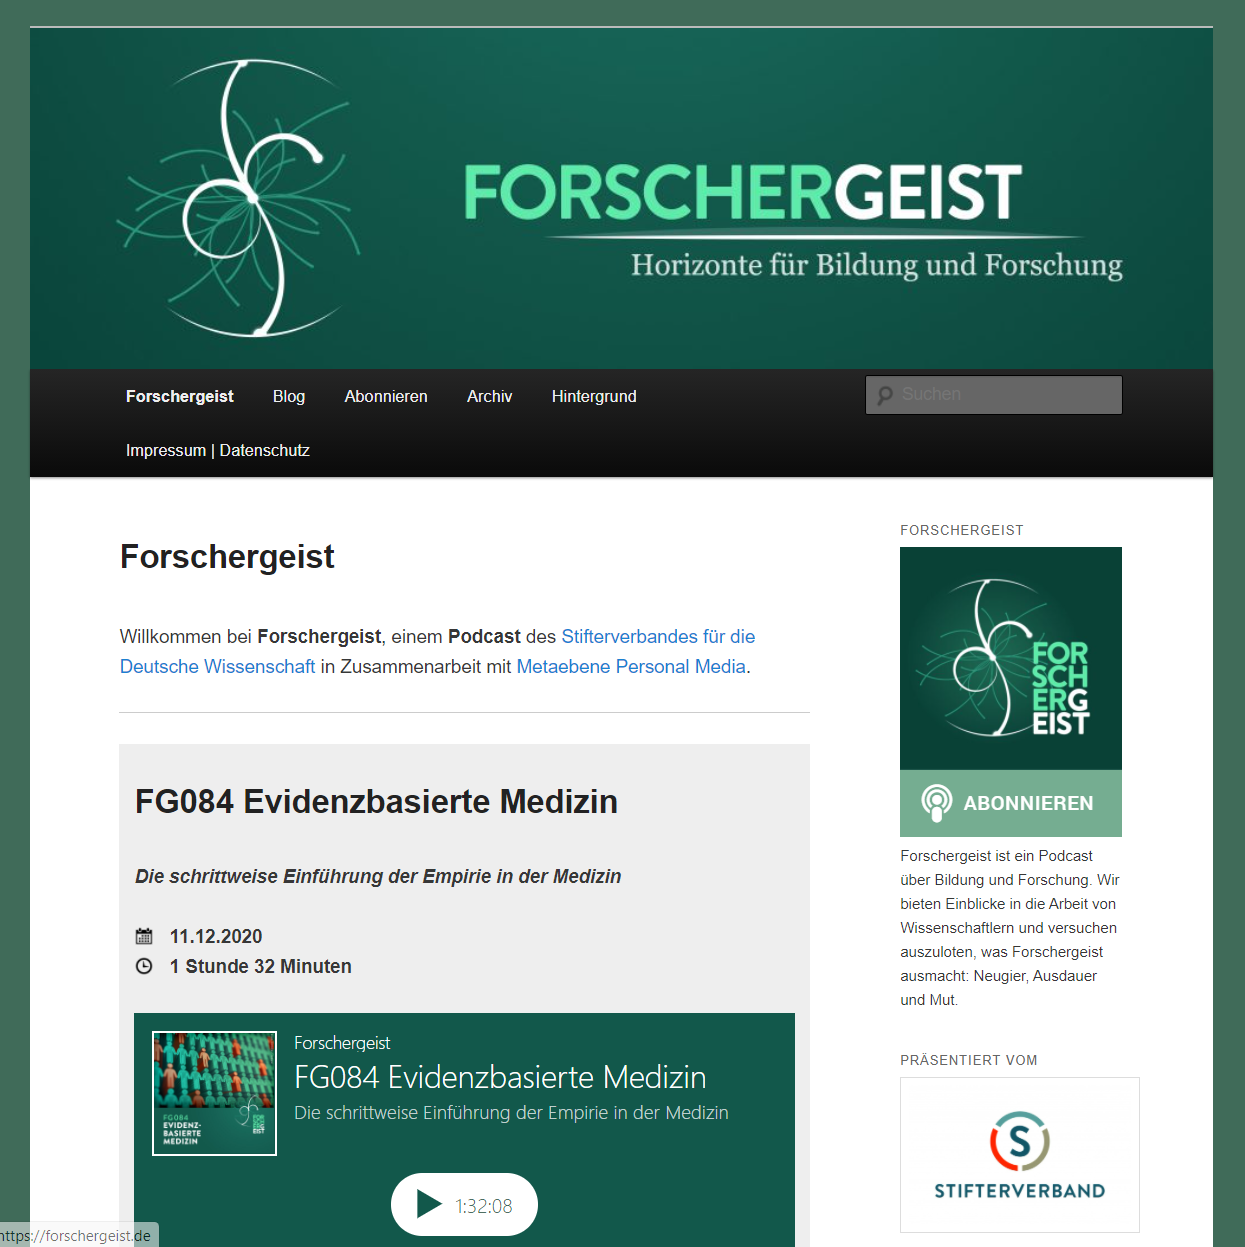 FORSCHERGEIST
Horizonte für Bildung und Forschung
Forschergeist
Blog
Abonnieren
Archiv
Hintergrund
Suchen
Impressum | Datenschutz
Forschergeist
Willkommen bei Forschergeist, einem Podcast des Stifterverbandes für die
Deutsche Wissenschaft in Zusammenarbeit mit Metaebene Personal Media.
FG084 Evidenzbasierte Medizin
Die schrittweise Einführung der Empirie in der Medizin
11.12.2020
1 Stunde 32 Minuten
Forschergeist
FG084 Evidenzbasierte Medizin
Die schrittweise Einführung der Empirie in der Medizin
FG084
EVIDENZ-
BASIERTE
MEDIZIN
FOR
SCH
ERG
EIST
1:32:08
FORSCHERGEIST
FOR
SCH
ERG
EIST
ABONNIEREN
Forschergeist ist ein Podcast
über Bildung und Forschung. Wir
bieten Einblicke in die Arbeit von
Wissenschaftlern und versuchen
auszuloten, was Forschergeist
ausmacht: Neugier, Ausdauer
und Mut.
PRÄSENTIERT VOM
S
STIFTERVERBAND
https://forschergeist.de